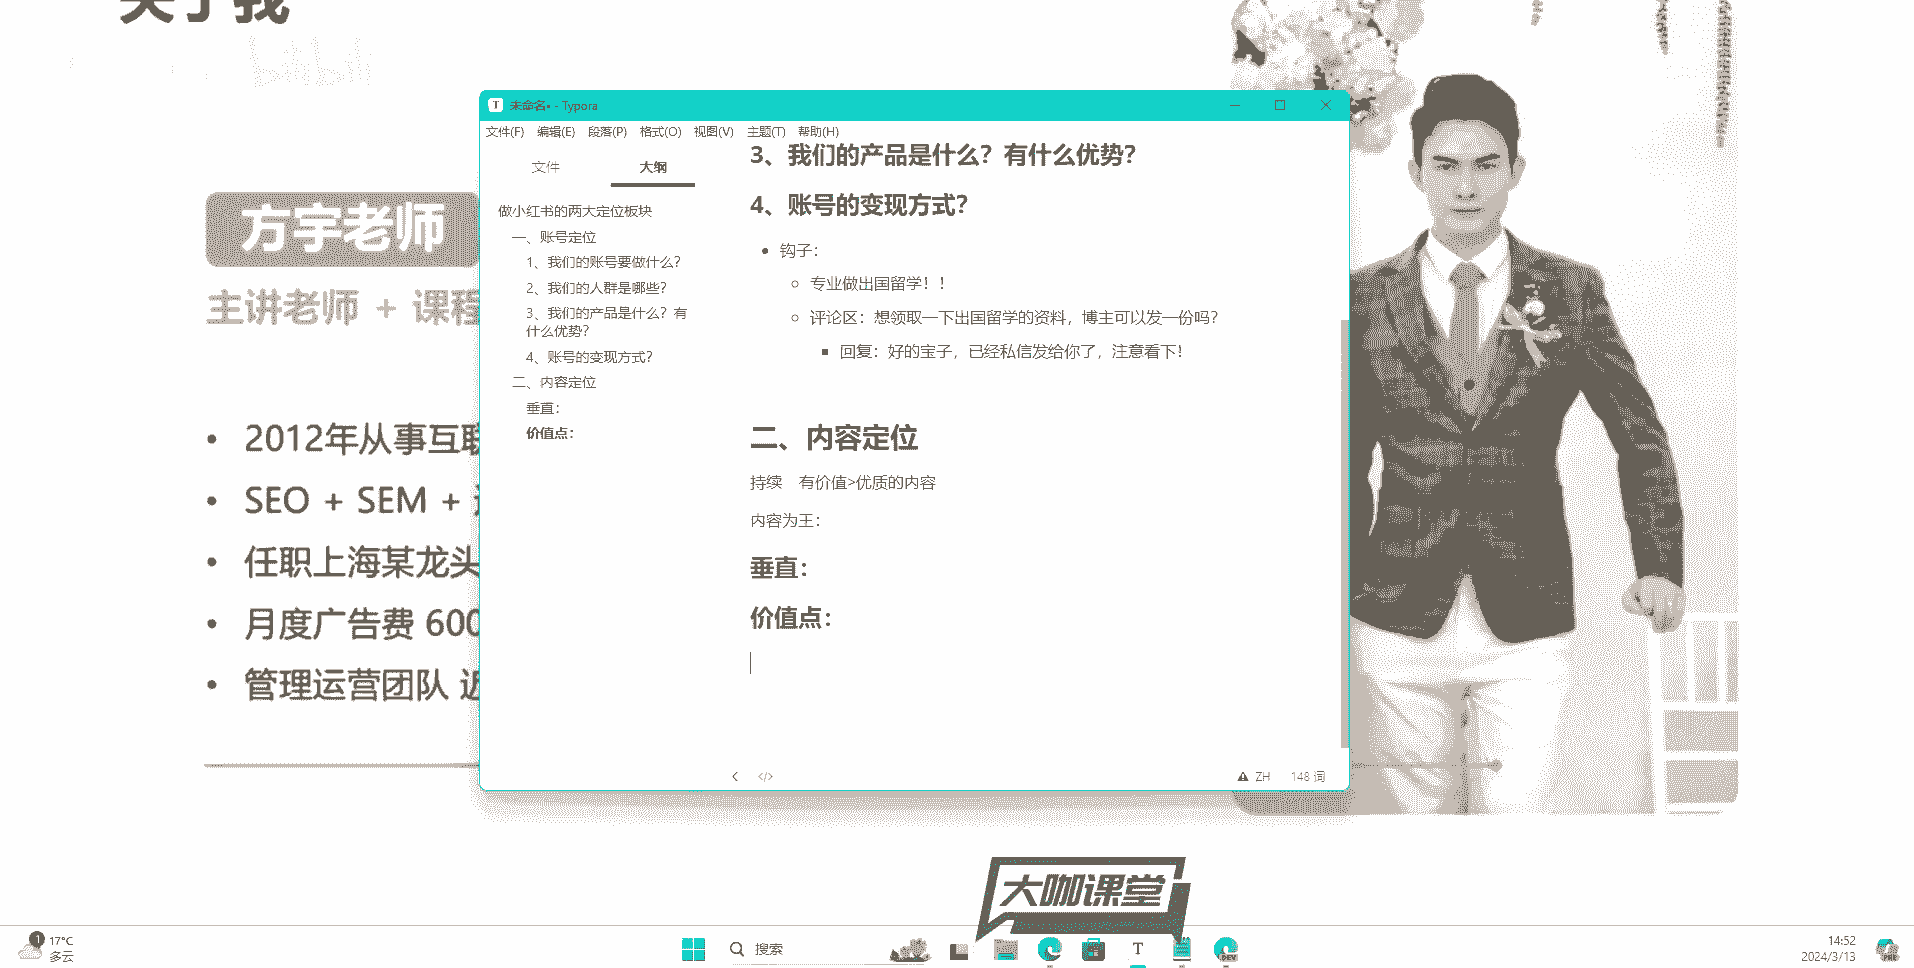 关于我
bilibili
方宇老师
主讲老师 + 课程
2012年从事互联
SEO + SEM +
任职上海某龙头
月度广告费 600
管理运营团队 近
未命名• - Typora
文件(F) 编辑(E) 段落(P) 格式(O) 视图(V) 主题(T) 帮助(H)
文件 大纲
做小红书的两大定位板块
一、账号定位
1、我们的账号要做什么？
2、我们的人群是哪些？
3、我们的产品是什么？有
什么优势？
4、账号的变现方式？
二、内容定位
垂直：
价值点：
3、我们的产品是什么？有什么优势？
4、账号的变现方式？
钩子：
专业做出国留学！！
评论区：想领取一下出国留学的资料，博主可以发一份吗？
回复：好的宝子，已经私信发给你了，注意看下！
二、内容定位
持续 有价值>优质的内容
内容为王：
垂直：
价值点：
</> ZH 148 词
大咖课堂
1
17°C
多云
搜索
T
DEV
14:52
2024/3/13
PRE